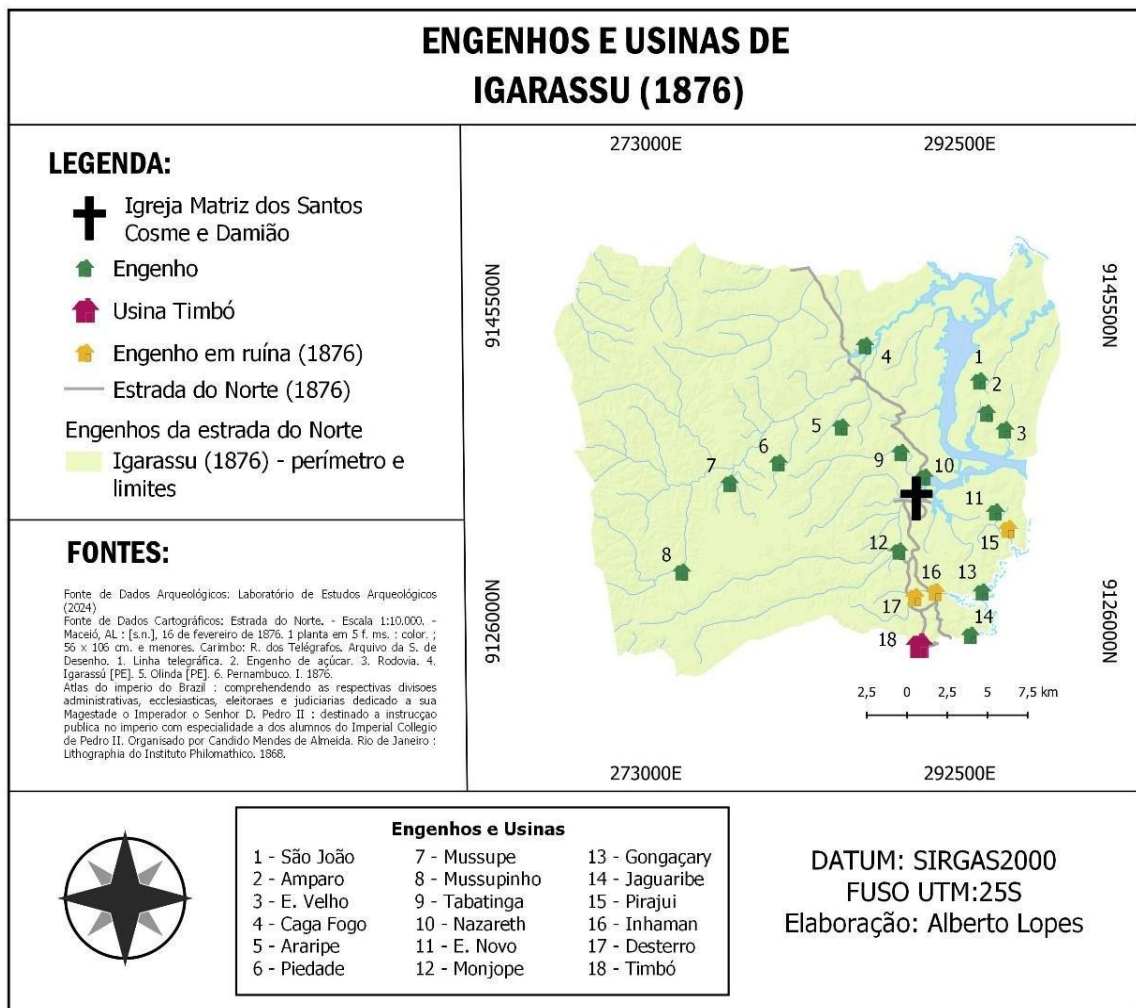 ENGENHOS E USINAS DE
IGARASSU (1876)
LEGENDA:
Igreja Matriz dos Santos
Cosme e Damião
Engenho
Usina Timbó
Engenho em ruína (1876)
Estrada do Norte (1876)
Engenhos da estrada do Norte
Igarassu (1876) - perímetro e
limites
FONTES:
Fonte de Dados Arqueológicos: Laboratório de Estudos Arqueológicos
(2024)
Fonte de Dados Cartográficos: Estrada do Norte. - Escala 1:10.000. -
Maceió, AL : [s.n.], 16 de fevereiro de 1876. 1 planta em 5 f. ms. : color. ;
56 x 106 cm. e menores. Carimbo: R. dos Telégrafos. Arquivo da S. de
Desenho. 1. Linha telegráfica. 2. Engenho de açúcar. 3. Rodovia. 4.
Igarassú [PE]. 5. Olinda [PE]. 6. Pernambuco. I. 1876.
Atlas do imperio do Brazil : comprehendendo as respectivas divisoes
administrativas, ecclesiasticas, eleitoraes e judiciarias dedicado a sua
Magestade o Imperador o Senhor D. Pedro II : destinado a instrucçao
publica no imperio com especialidade a dos alumnos do Imperial Collegio
de Pedro II. Organisado por Candido Mendes de Almeida. Rio de Janeiro :
Lithographia do Instituto Philomathico. 1868.
273000E
292500E
9145500N
9145500N
4
1
2
5
3
6
9
10
7
11
15
12
8
16
13
17
14
18
9126000N
9126000N
2,5 0 2,5 5 7,5 km
273000E
292500E
Engenhos e Usinas
1 - São João
2 - Amparo
3 - E. Velho
4 - Caga Fogo
5 - Araripe
6 - Piedade
7 - Mussupe
8 - Mussupinho
9 - Tabatinga
10 - Nazareth
11 - E. Novo
12 - Monjope
13 - Gongaçary
14 - Jaguaribe
15 - Pirajui
16 - Inhaman
17 - Desterro
18 - Timbó
DATUM: SIRGAS2000
FUSO UTM:25S
Elaboração: Alberto Lopes